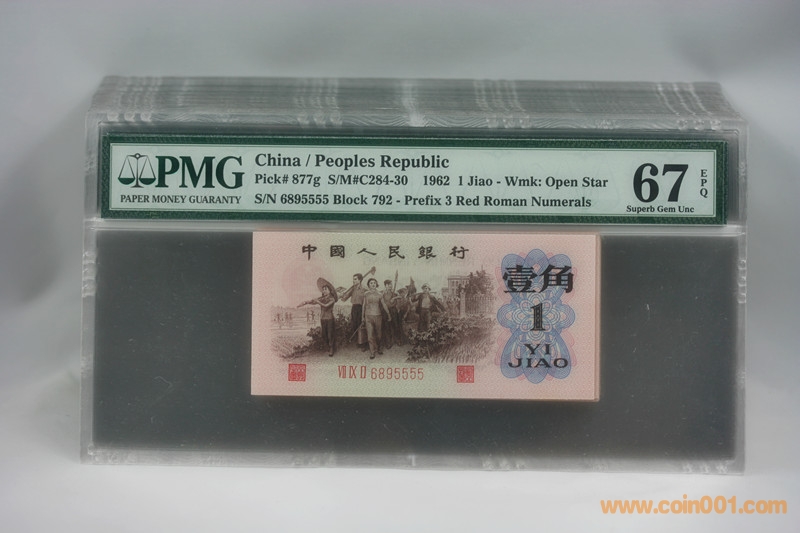 PMG
PAPER MONEY GUARANTY
China / Peoples Republic
Pick# 877g S/M#C284-30 1962 1 Jiao - Wmk: Open Star
S/N 6895555 Block 792 - Prefix 3 Red Roman Numerals
67
EPQ
Superb Gem Unc
中國人民銀行
壹角
1
YI
JIAO
VII IX II 6895555
www.coin001.com